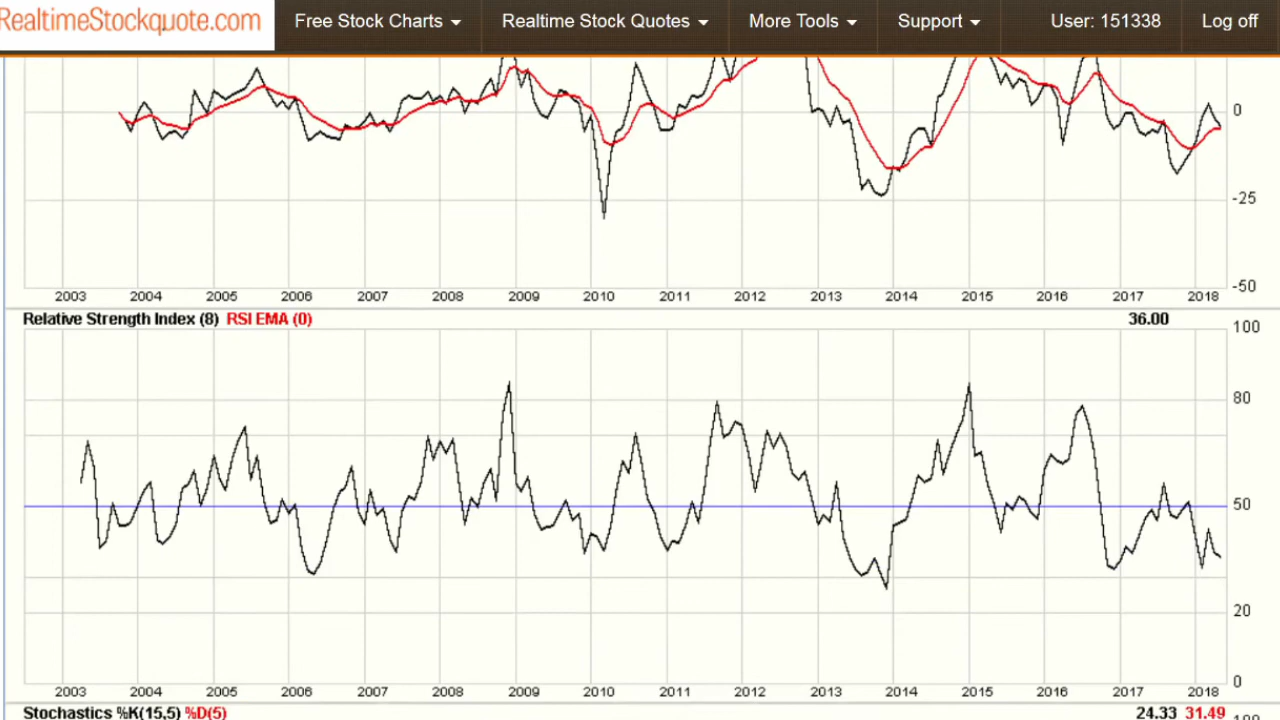 RealtimeStockquote.com Free Stock Charts Realtime Stock Quotes More Tools Support User: 151338 Log off
0
-25
-50
2003 2004 2005 2006 2007 2008 2009 2010 2011 2012 2013 2014 2015 2016 2017 2018
Relative Strength Index (8) RSI EMA (0) 36.00
100
80
50
20
0
2003 2004 2005 2006 2007 2008 2009 2010 2011 2012 2013 2014 2015 2016 2017 2018
Stochastics %K(15,5) %D(5) 24.33 31.49
100